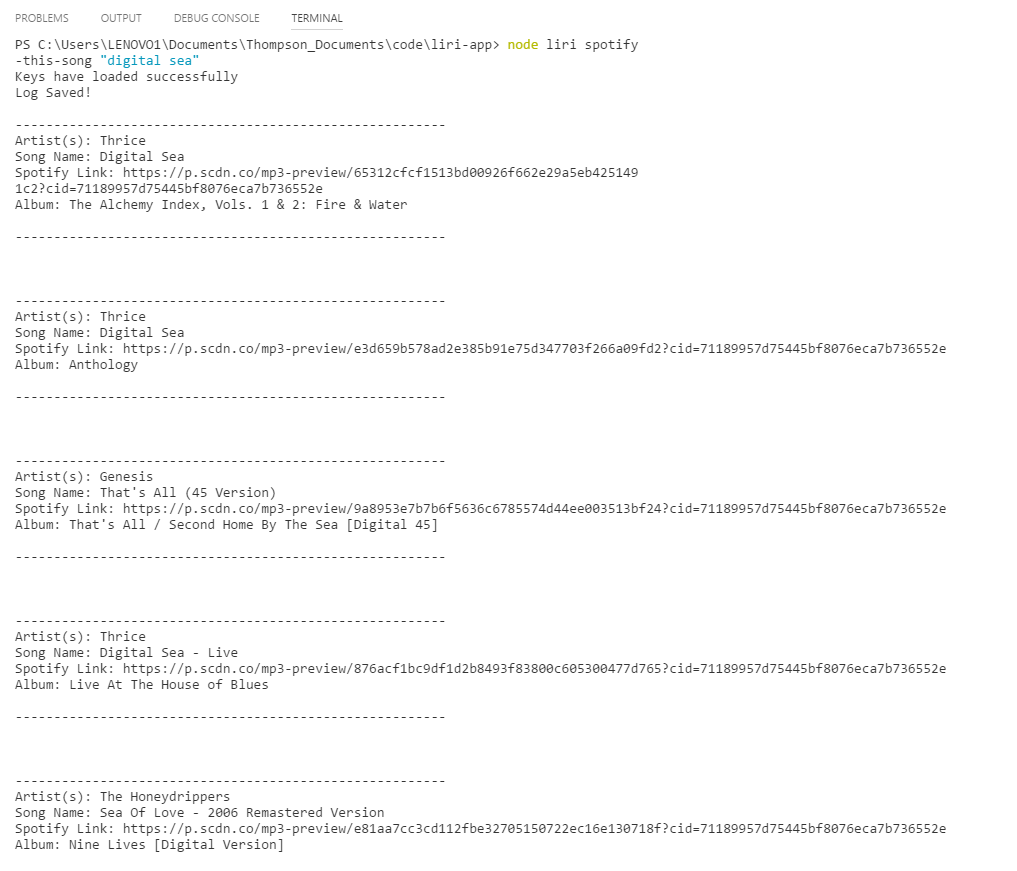 PROBLEMS OUTPUT DEBUG CONSOLE TERMINAL
PS C:\Users\LENOVO1\Documents\Thompson_Documents\code\liri-app> node liri spotify
-this-song "digital sea"
Keys have loaded successfully
Log Saved!
--------------------------------------------------------
Artist(s): Thrice
Song Name: Digital Sea
Spotify Link: https://p.scdn.co/mp3-preview/65312cfcf1513bd00926f662e29a5eb425149
1c2?cid=71189957d75445bf8076eca7b736552e
Album: The Alchemy Index, Vols. 1 & 2: Fire & Water
--------------------------------------------------------
--------------------------------------------------------
Artist(s): Thrice
Song Name: Digital Sea
Spotify Link: https://p.scdn.co/mp3-preview/e3d659b578ad2e385b91e75d347703f266a09fd2?cid=71189957d75445bf8076eca7b736552e
Album: Anthology
--------------------------------------------------------
--------------------------------------------------------
Artist(s): Genesis
Song Name: That's All (45 Version)
Spotify Link: https://p.scdn.co/mp3-preview/9a8953e7b7b6f5636c6785574d44ee003513bf24?cid=71189957d75445bf8076eca7b736552e
Album: That's All / Second Home By The Sea [Digital 45]
--------------------------------------------------------
--------------------------------------------------------
Artist(s): Thrice
Song Name: Digital Sea - Live
Spotify Link: https://p.scdn.co/mp3-preview/876acf1bc9df1d2b8493f83800c605300477d765?cid=71189957d75445bf8076eca7b736552e
Album: Live At The House of Blues
--------------------------------------------------------
--------------------------------------------------------
Artist(s): The Honeydrippers
Song Name: Sea Of Love - 2006 Remastered Version
Spotify Link: https://p.scdn.co/mp3-preview/e81aa7cc3cd112fbe32705150722ec16e130718f?cid=71189957d75445bf8076eca7b736552e
Album: Nine Lives [Digital Version]